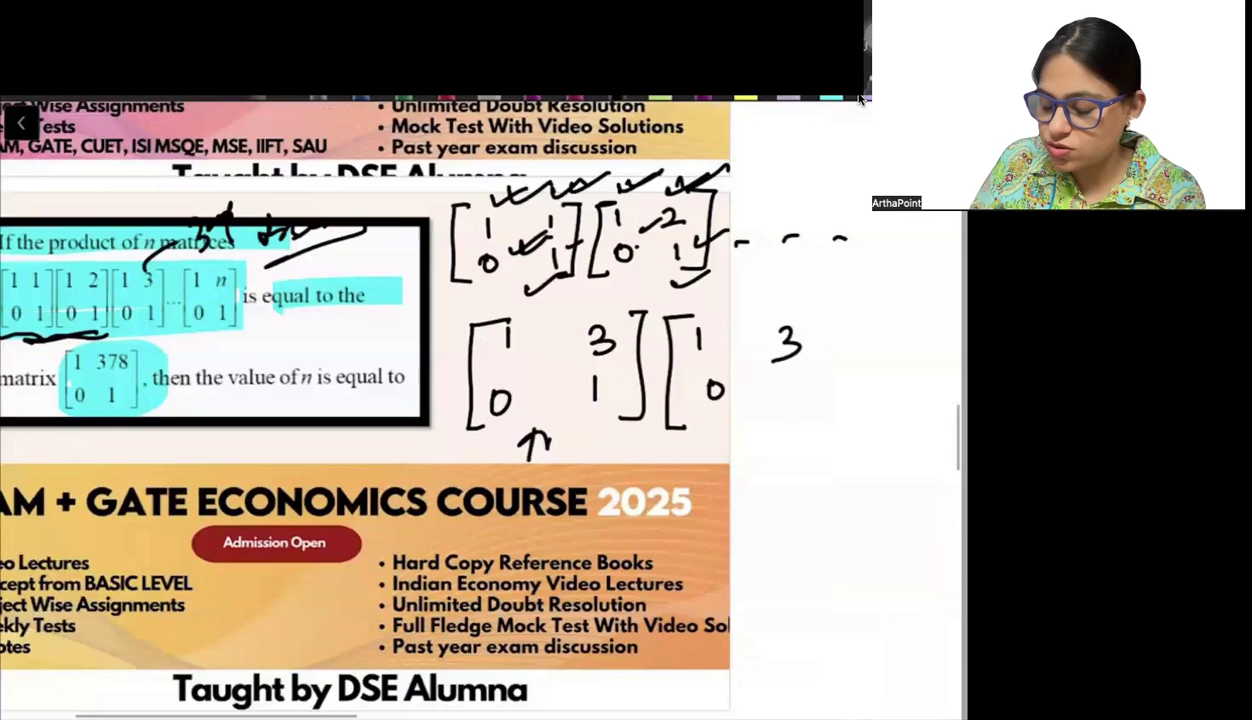 Wise Assignments
• Unlimited Doubt Resolution
Tests
• Mock Test With Video Solutions
AM, GATE, CUET, ISI MSQE, MSE, IIFT, SAU
• Past year exam discussion
Taught by DSE Alumna
ArthaPoint
If the product of n matrices
[1 1] [1 2] [1 3] ... [1 n]
[0 1] [0 1] [0 1] [0 1] is equal to the
matrix [1 378]
[0 1] , then the value of n is equal to
[1 1] [1 2]
[0 1] [0 1] - - -
[1 3] [1 3
[0 1] [0
AM + GATE ECONOMICS COURSE 2025
Admission Open
eo Lectures
• Hard Copy Reference Books
cept from BASIC LEVEL
• Indian Economy Video Lectures
ject Wise Assignments
• Unlimited Doubt Resolution
ekly Tests
• Full Fledge Mock Test With Video Sol
otes
• Past year exam discussion
Taught by DSE Alumna